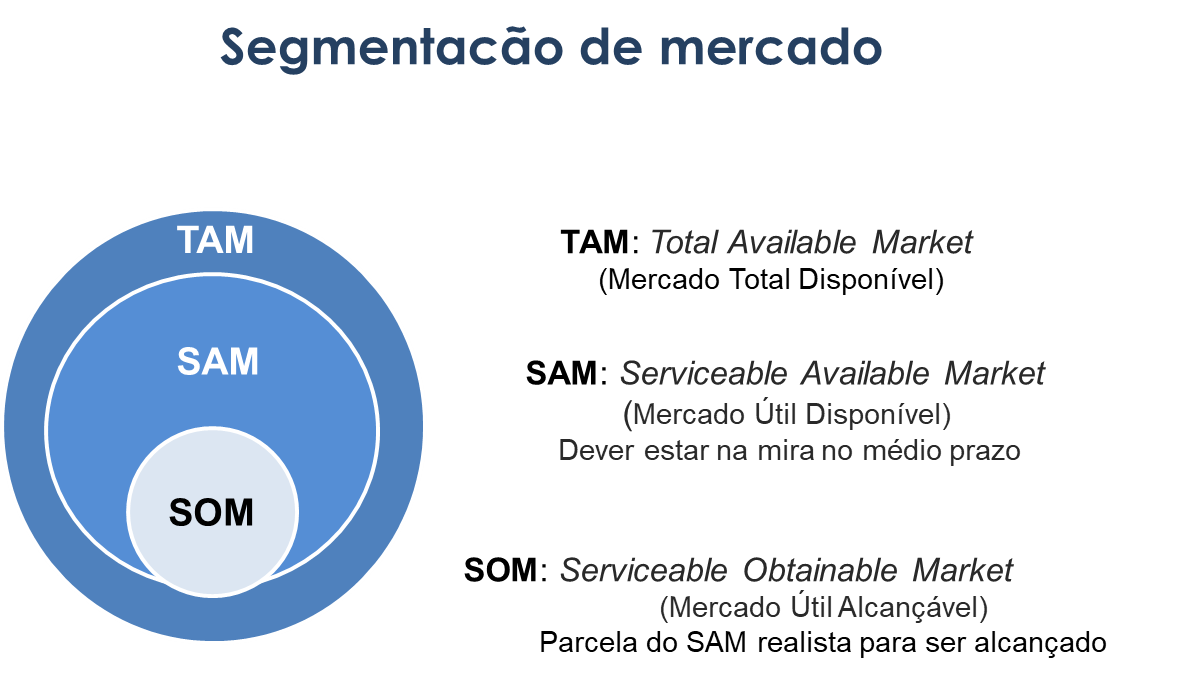 Segmentacão de mercado
TAM
SAM
SOM
TAM: Total Available Market
(Mercado Total Disponível)
SAM: Serviceable Available Market
(Mercado Útil Disponível)
Dever estar na mira no médio prazo
SOM: Serviceable Obtainable Market
(Mercado Útil Alcançável)
Parcela do SAM realista para ser alcançado